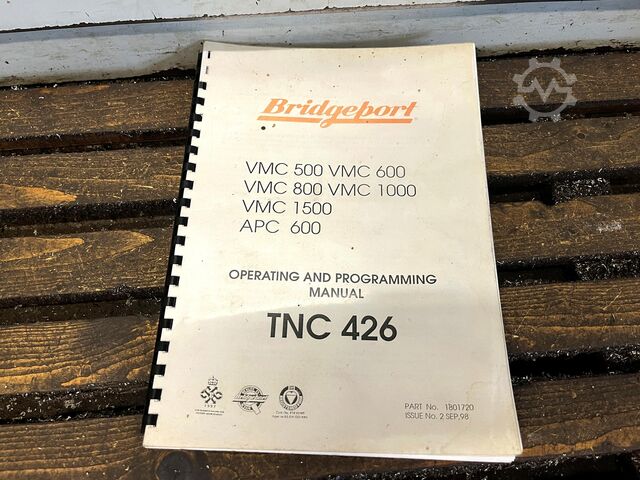 Bridgeport
VMC 500 VMC 600
VMC 800 VMC 1000
VMC 1500
APC 600
OPERATING AND PROGRAMMING
MANUAL
TNC 426
PART No. 1801720
ISSUE No. 2 SEP,98